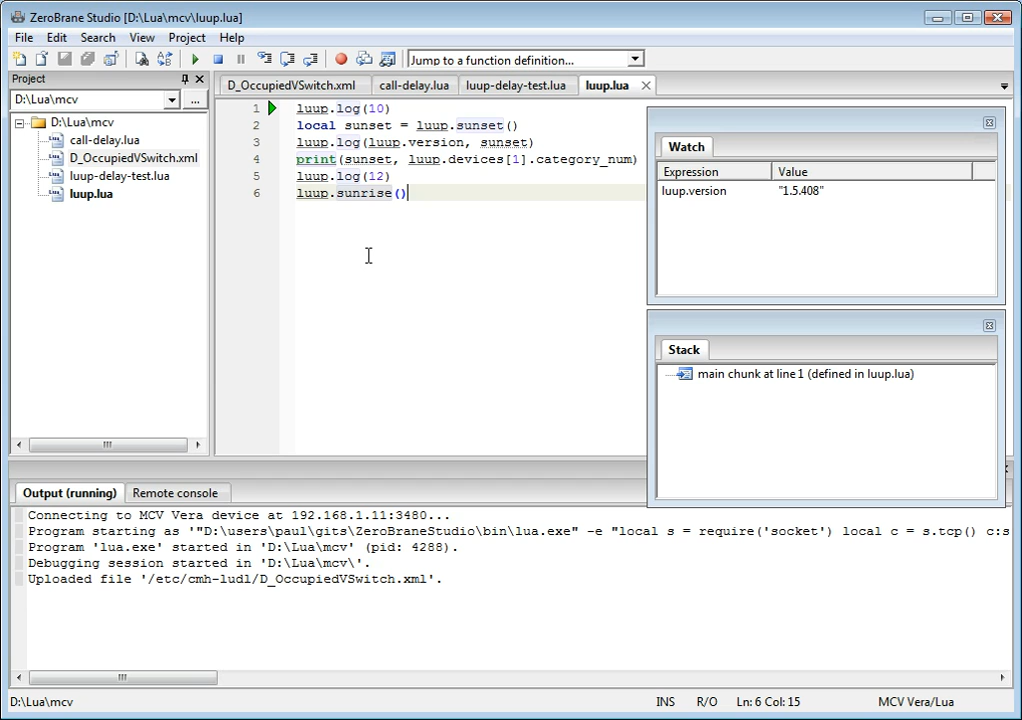 ZeroBrane Studio [D:\Lua\mcv\luup.lua]
File Edit Search View Project Help
Jump to a function definition...
Project
D:\Lua\mcv ...
D:\Lua\mcv
call-delay.lua
D_OccupiedVSwitch.xml
luup-delay-test.lua
luup.lua
D_OccupiedVSwitch.xml call-delay.lua luup-delay-test.lua luup.lua
1 luup.log(10)
2 local sunset = luup.sunset()
3 luup.log(luup.version, sunset)
4 print(sunset, luup.devices[1].category_num)
5 luup.log(12)
6 luup.sunrise()
Watch
Expression Value
luup.version "1.5.408"
Stack
main chunk at line 1 (defined in luup.lua)
Output (running) Remote console
Connecting to MCV Vera device at 192.168.1.11:3480...
Program starting as '"D:\users\paul\gits\ZeroBraneStudio\bin\lua.exe" -e "local s = require('socket') local c = s.tcp() c:s
Program 'lua.exe' started in 'D:\Lua\mcv' (pid: 4288).
Debugging session started in 'D:\Lua\mcv\'.
Uploaded file '/etc/cmh-ludl/D_OccupiedVSwitch.xml'.
D:\Lua\mcv INS R/O Ln: 6 Col: 15 MCV Vera/Lua